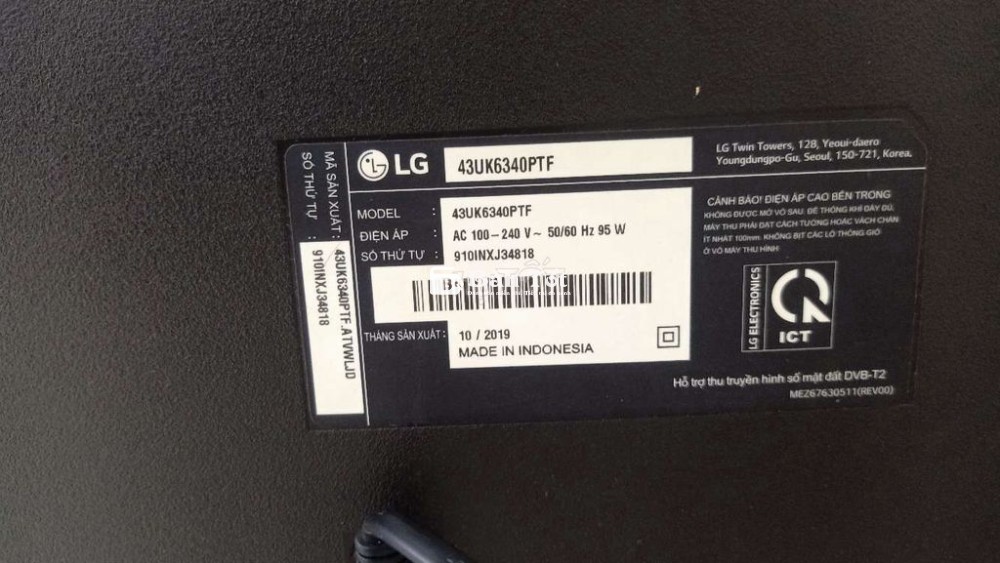 LG 43UK6340PTF
LG Twin Towers, 128, Yeoui-daero
Youngdungpo-Gu, Seoul, 150-721, Korea.
MODEL : 43UK6340PTF
ĐIỆN ÁP : AC 100-240 V~ 50/60 Hz 95 W
SỐ THỨ TỰ : 910INXJ34818
THÁNG SẢN XUẤT : 10 / 2019
MADE IN INDONESIA
MÃ SẢN XUẤT : 43UK6340PTF.ATVWLJD
SỐ THỨ TỰ : 910INXJ34818
CẢNH BÁO! ĐIỆN ÁP CAO BÊN TRONG
KHÔNG ĐƯỢC MỞ VỎ SAU. ĐỂ THÔNG KHÍ ĐẦY ĐỦ,
MÁY THU PHẢI ĐẶT CÁCH TƯỜNG HOẶC VÁCH CHẮN
ÍT NHẤT 100mm. KHÔNG BỊT CÁC LỖ THÔNG GIÓ
Ở VỎ MÁY THU HÌNH
LG ELECTRONICS
ICT
Hỗ trợ thu truyền hình số mặt đất DVB-T2
MEZ67630511(REV00)